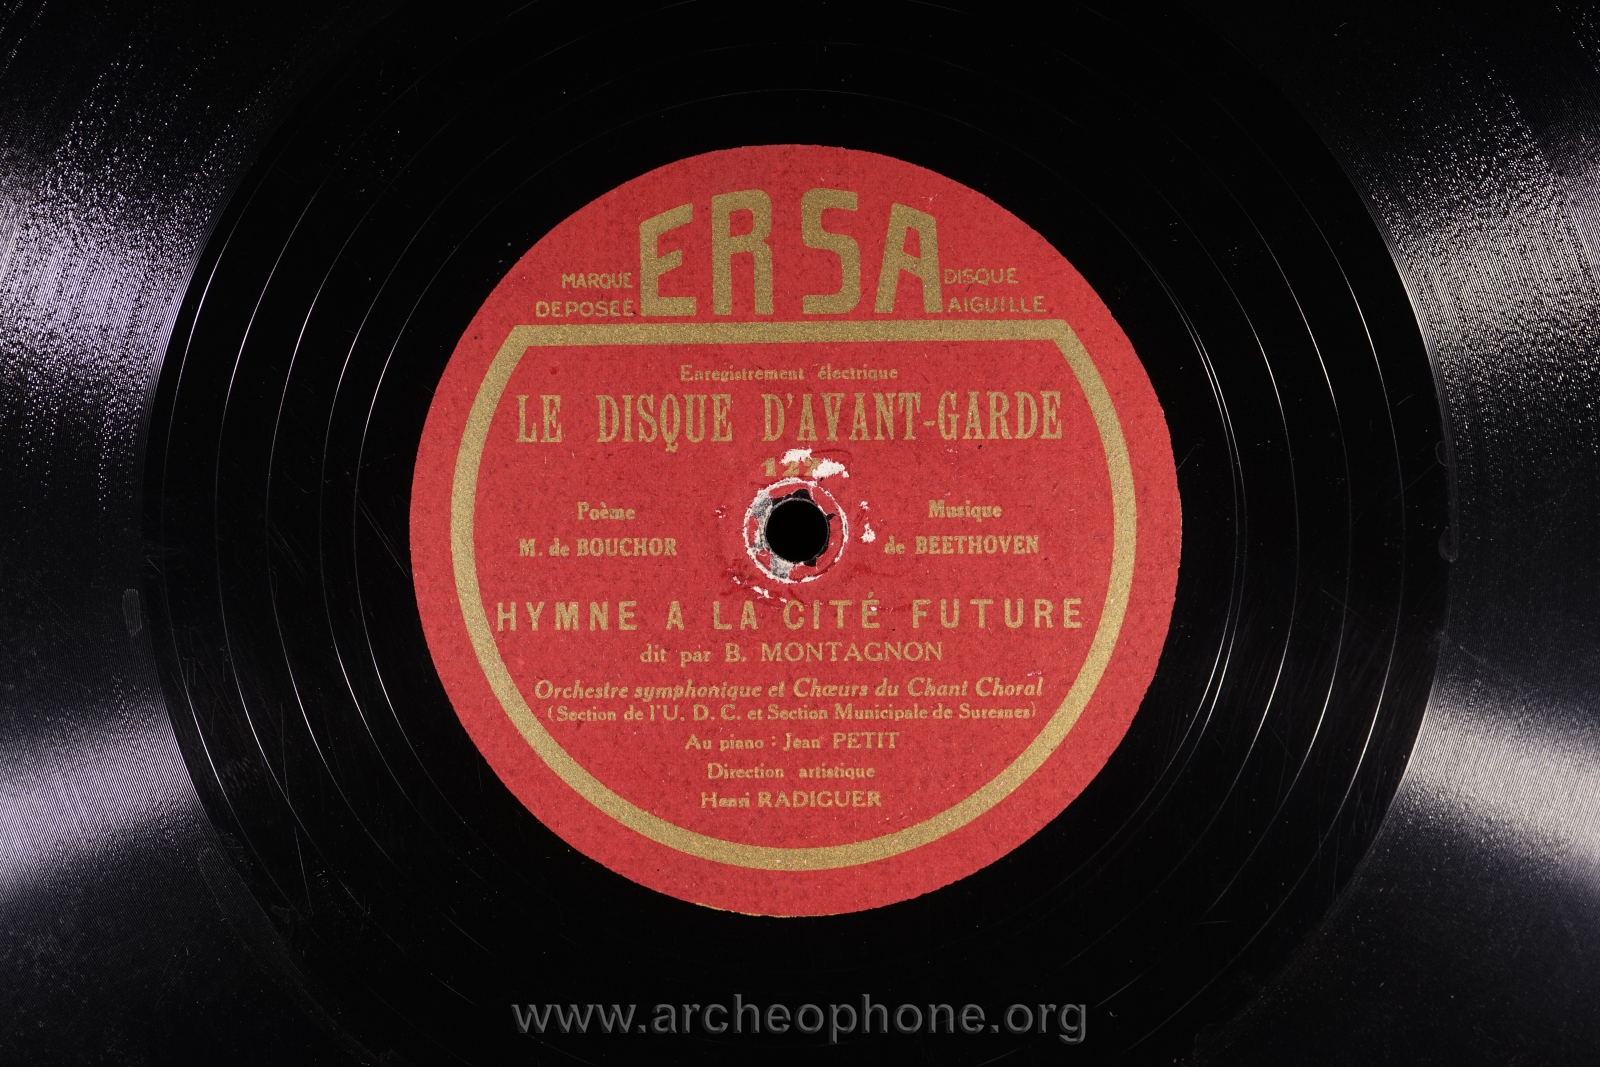 ERSA
MARQUE DEPOSÉE
DISQUE AIGUILLE
Enregistrement électrique
LE DISQUE D'AVANT-GARDE
Poème
M. de BOUCHOR
Musique
de BEETHOVEN
HYMNE A LA CITÉ FUTURE
dit par B. MONTAGNON
Orchestre symphonique et Chœurs du Chant Choral
(Section de l'U. D. C. et Section Municipale de Suresnes)
Au piano : Jean PETIT
Direction artistique
Henri RADIGUER
www.archeophone.org